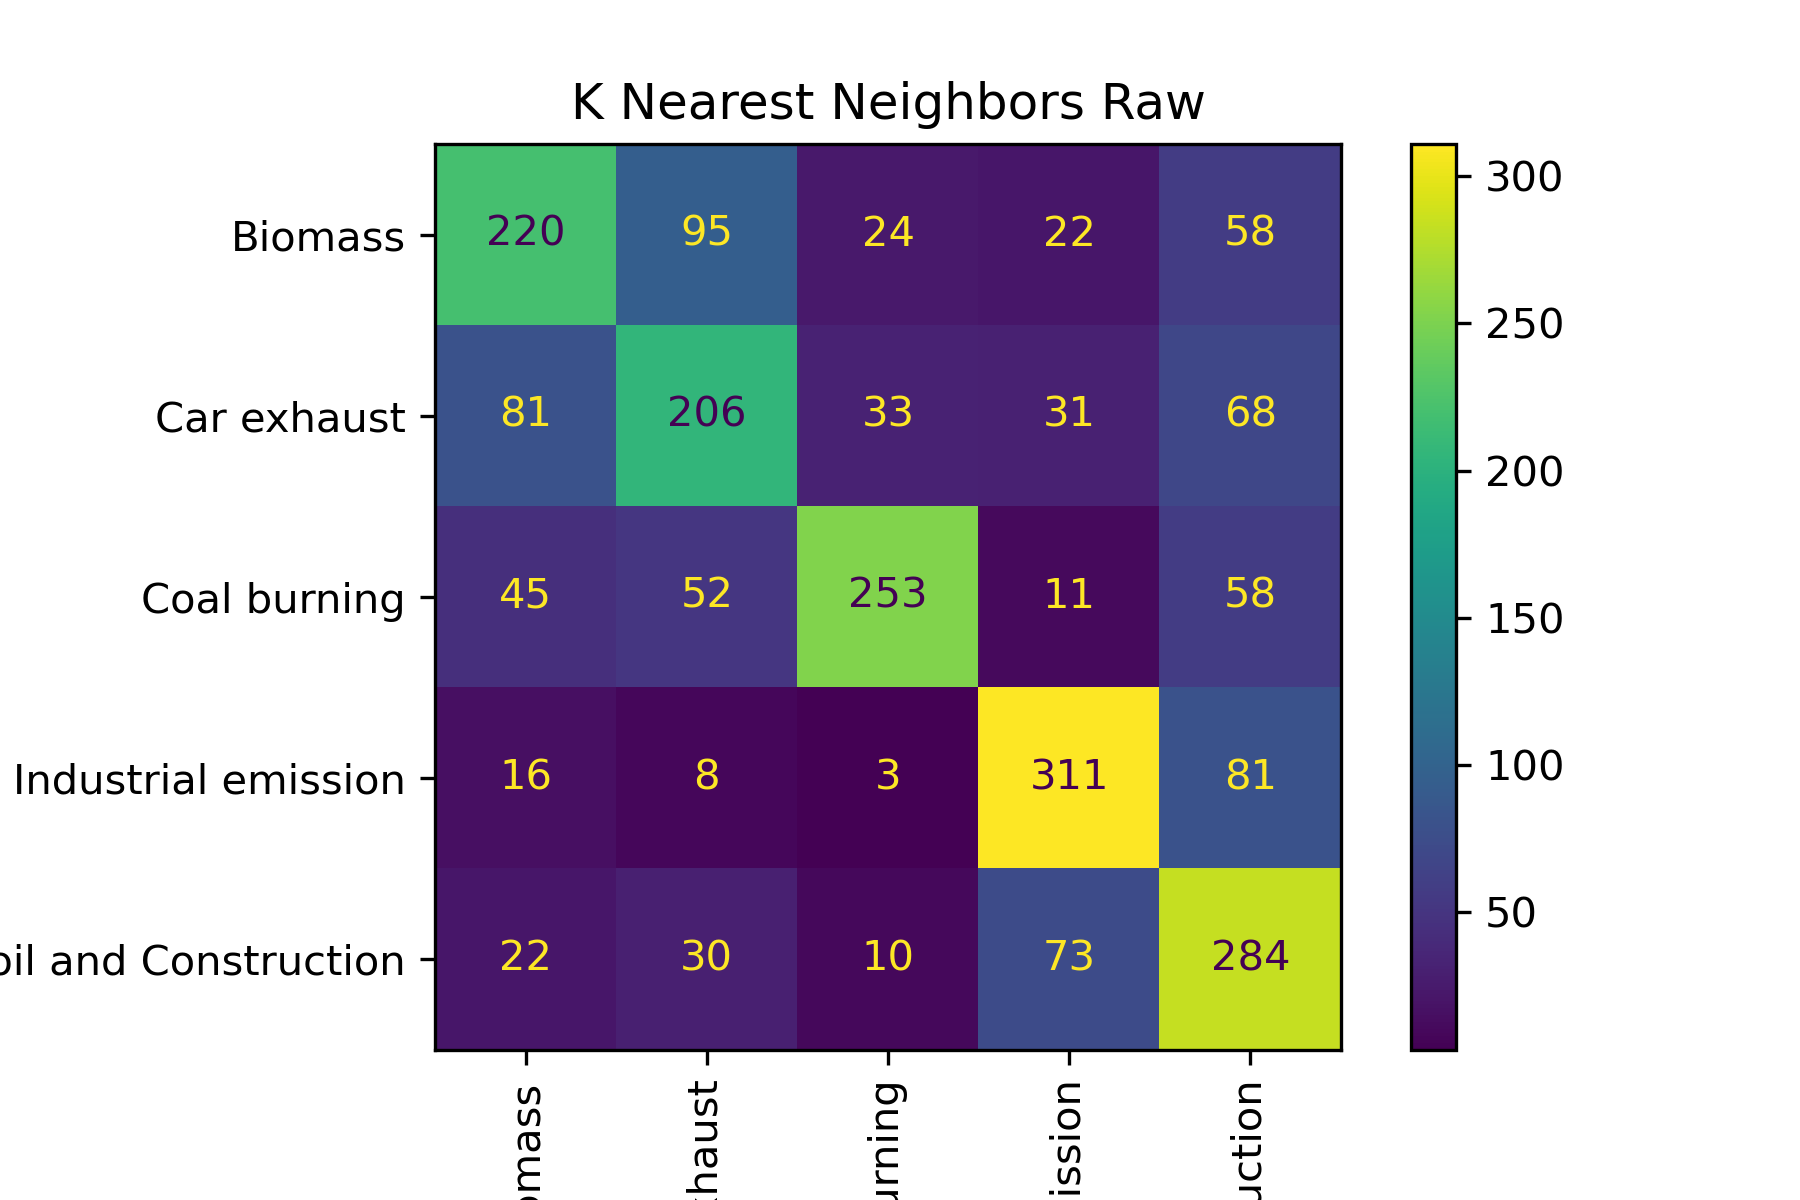 K Nearest Neighbors Raw
Biomass 220 95 24 22 58
Car exhaust 81 206 33 31 68
Coal burning 45 52 253 11 58
Industrial emission 16 8 3 311 81
oil and Construction 22 30 10 73 284
omass
xhaust
urning
ission
uction
300
250
200
150
100
50